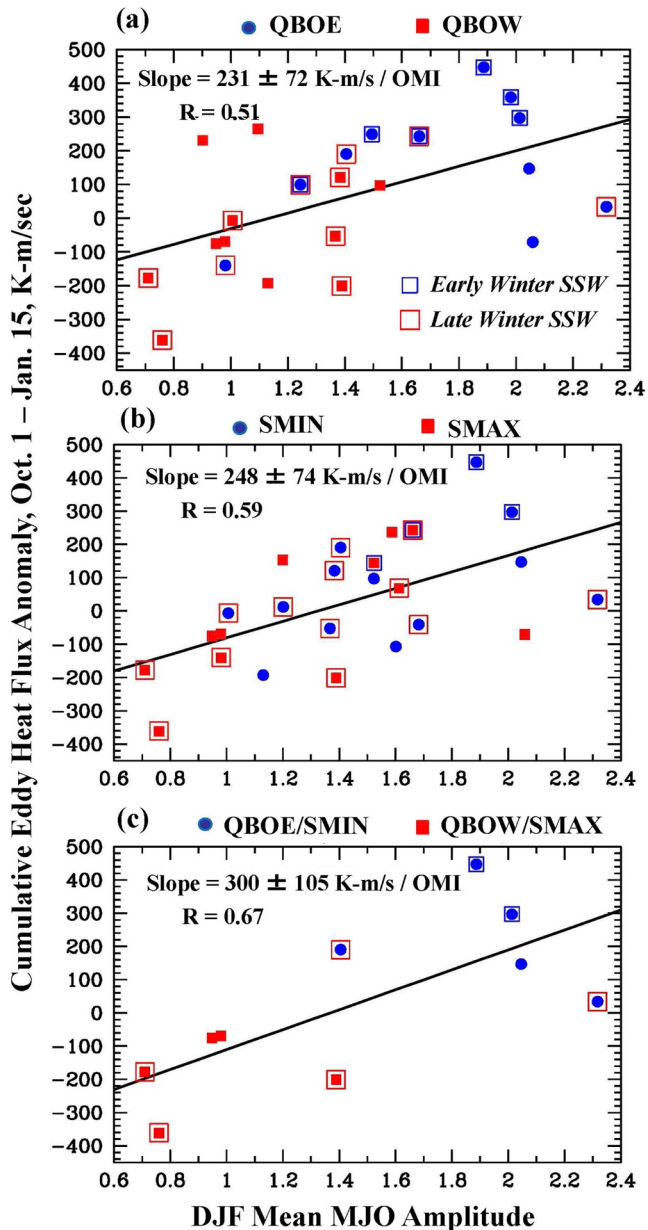 (a) QBOE QBOW
Slope = 231 ± 72 K-m/s / OMI
R = 0.51
Early Winter SSW
Late Winter SSW
500
400
300
200
100
0
-100
-200
-300
-400
0.6 0.8 1 1.2 1.4 1.6 1.8 2 2.2 2.4
(b) SMIN SMAX
Slope = 248 ± 74 K-m/s / OMI
R = 0.59
500
400
300
200
100
0
-100
-200
-300
-400
0.6 0.8 1 1.2 1.4 1.6 1.8 2 2.2 2.4
(c) QBOE/SMIN QBOW/SMAX
Slope = 300 ± 105 K-m/s / OMI
R = 0.67
500
400
300
200
100
0
-100
-200
-300
-400
0.6 0.8 1 1.2 1.4 1.6 1.8 2 2.2 2.4
DJF Mean MJO Amplitude
Cumulative Eddy Heat Flux Anomaly, Oct. 1 – Jan. 15, K-m/sec